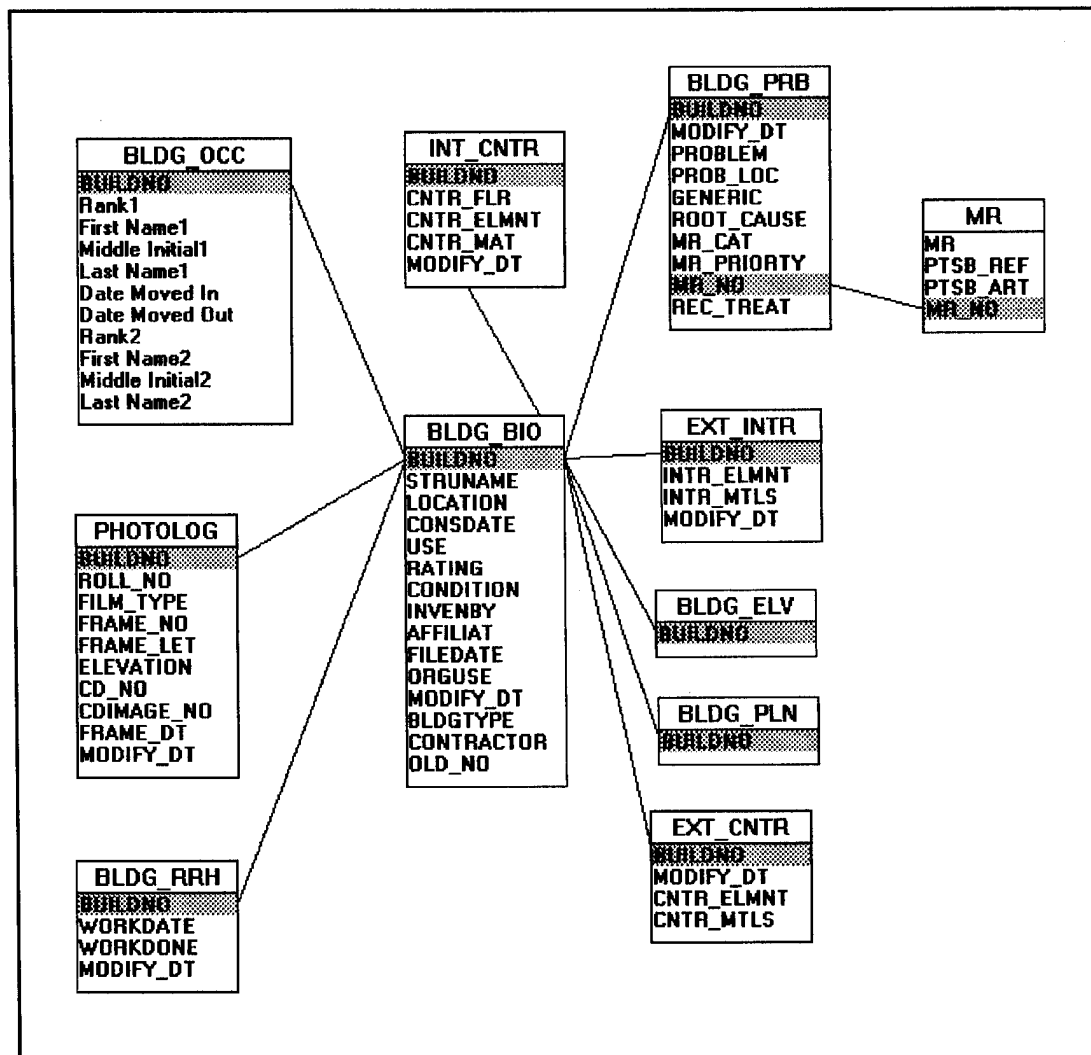 BLDG_OCC
BUILDNO
Rank1
First Name1
Middle Initial1
Last Name1
Date Moved In
Date Moved Out
Rank2
First Name2
Middle Initial2
Last Name2
INT_CNTR
BUILDNO
CNTR_FLR
CNTR_ELMNT
CNTR_MAT
MODIFY_DT
BLDG_PRB
BUILDNO
MODIFY_DT
PROBLEM
PROB_LOC
GENERIC
ROOT_CAUSE
MR_CAT
MR_PRIORTY
MR_NO
REC_TREAT
MR
MR
PTSB_REF
PTSB_ART
MR_NO
PHOTOLOG
BUILDNO
ROLL_NO
FILM_TYPE
FRAME_NO
FRAME_LET
ELEVATION
CD_NO
CDIMAGE_NO
FRAME_DT
MODIFY_DT
BLDG_BIO
BUILDNO
STRUNAME
LOCATION
CONSDATE
USE
RATING
CONDITION
INVENBY
AFFILIAT
FILEDATE
ORGUSE
MODIFY_DT
BLDGTYPE
CONTRACTOR
OLD_NO
EXT_INTR
BUILDNO
INTR_ELMNT
INTR_MTLS
MODIFY_DT
BLDG_ELV
BUILDNO
BLDG_PLN
BUILDNO
EXT_CNTR
BUILDNO
MODIFY_DT
CNTR_ELMNT
CNTR_MTLS
BLDG_RRH
BUILDNO
WORKDATE
WORKDONE
MODIFY_DT